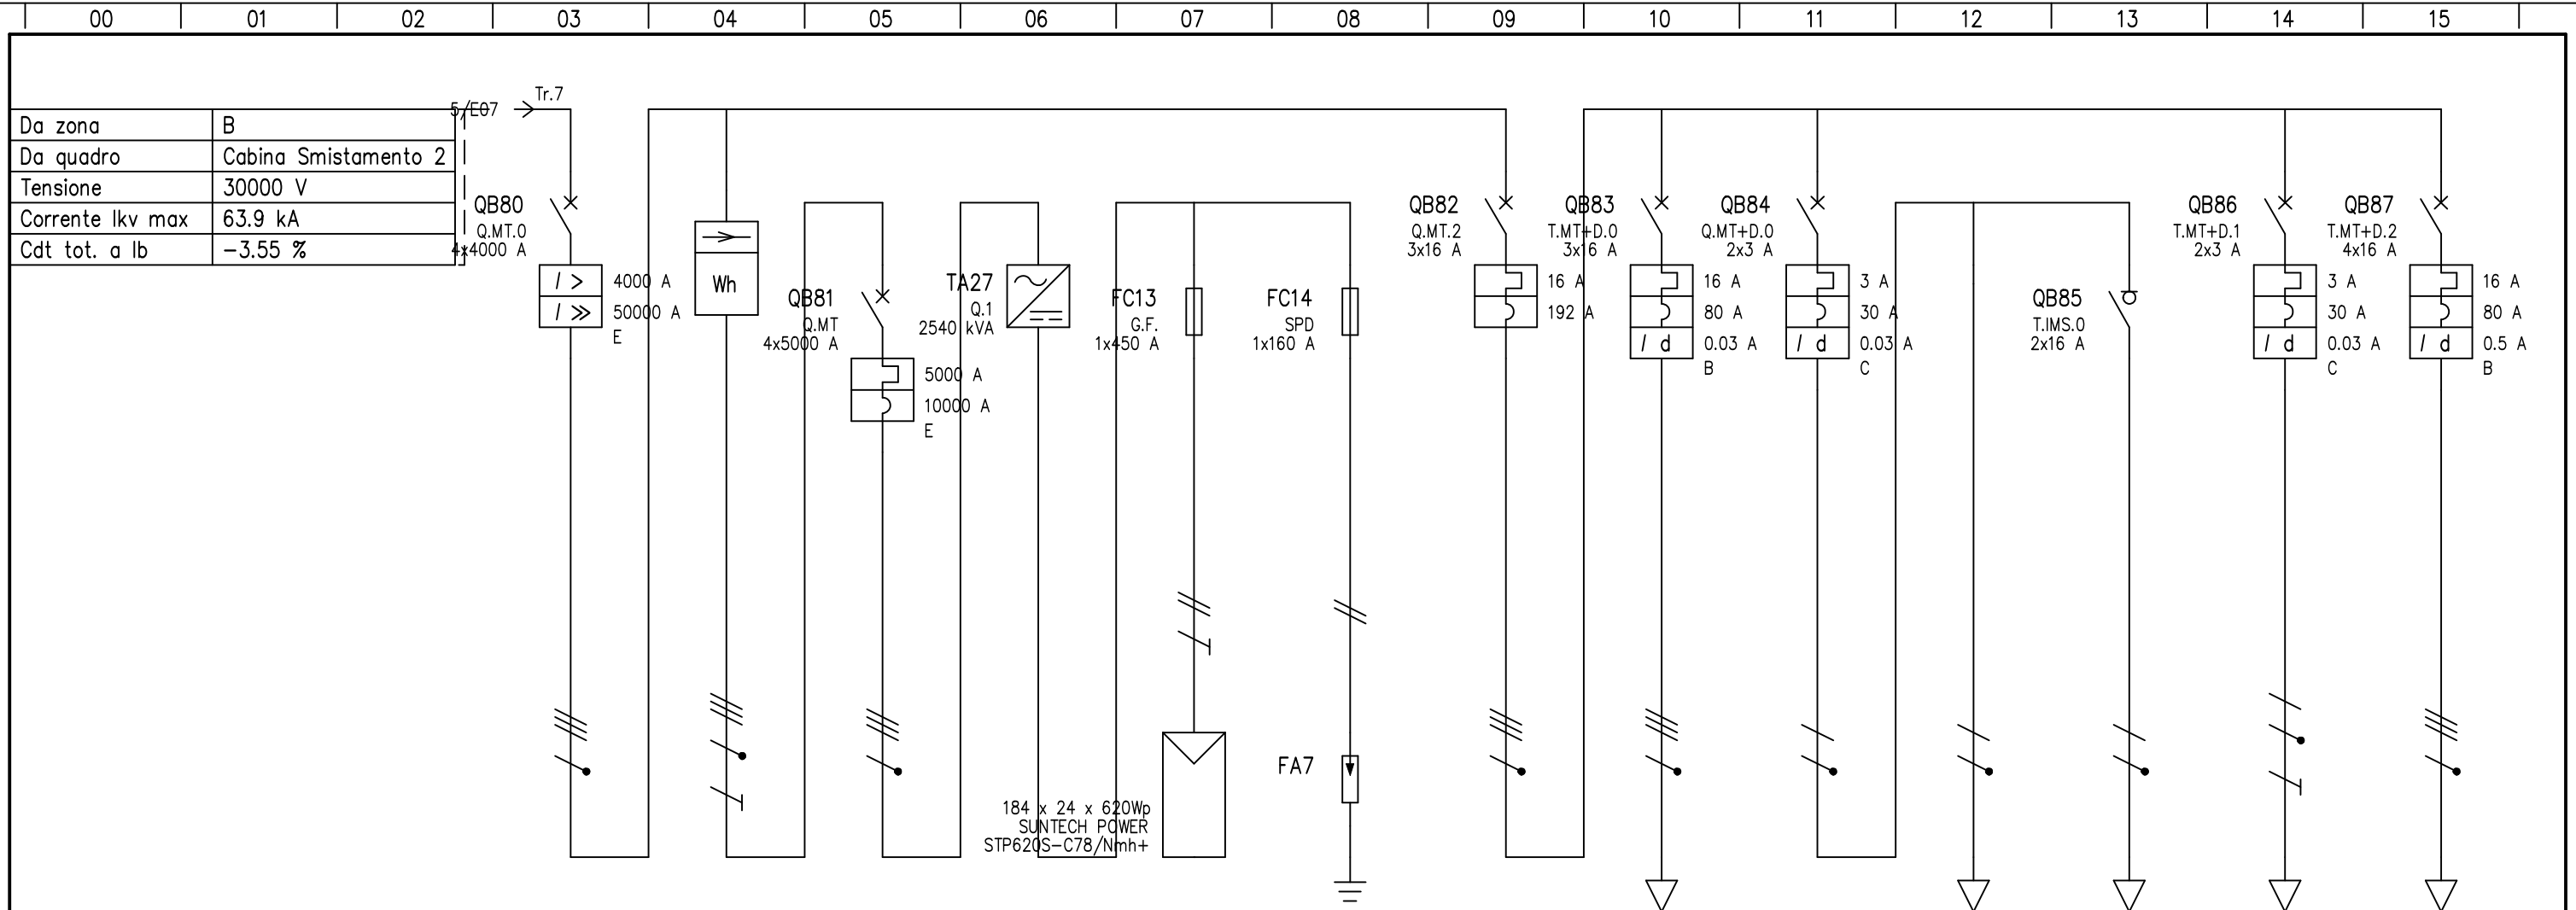 00 01 02 03 04 05 06 07 08 09 10 11 12 13 14 15
5/E07
Tr.7
Da zona B
Da quadro Cabina Smistamento 2
Tensione 30000 V
Corrente Ikv max 63.9 kA
Cdt tot. a Ib -3.55 %
QB80
Q.MT.0
4x4000 A
I > 4000 A
I >> 50000 A
E
Wh
QB81
Q.MT
4x5000 A
5000 A
10000 A
E
TA27
Q.1
2540 kVA
FC13
G.F.
1x450 A
184 x 24 x 620Wp
SUNTECH POWER
STP620S-C78/Nmh+
FC14
SPD
1x160 A
FA7
QB82
Q.MT.2
3x16 A
16 A
192 A
QB83
T.MT+D.0
3x16 A
16 A
80 A
I d 0.03 A
B
QB84
Q.MT+D.0
2x3 A
3 A
30 A
I d 0.03 A
C
QB85
T.IMS.0
2x16 A
QB86
T.MT+D.1
2x3 A
3 A
30 A
I d 0.03 A
C
QB87
T.MT+D.2
4x16 A
16 A
80 A
I d 0.5 A
B